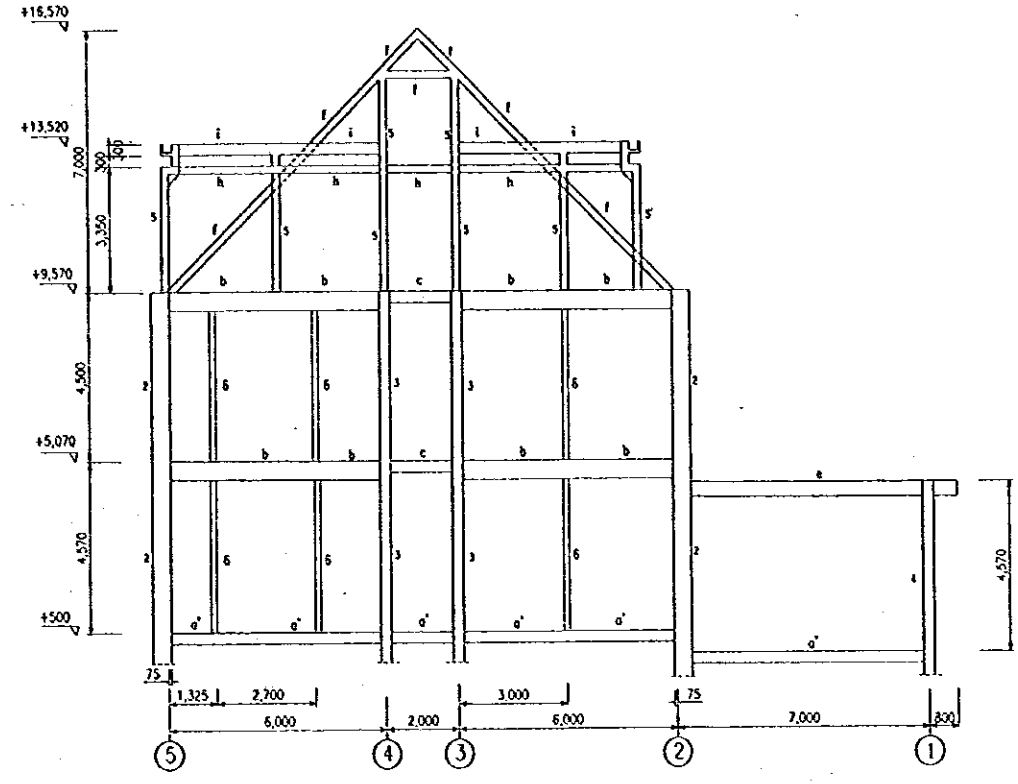 +16,570
f f
f
f f
+13,520
i i i i
300 300
7,000
5 5
h h h h
3,350
5 f 5 5 5 5 f 5
+9,570
b b c b b
4,500
2 6 6 3 3 6 2
+5,070
b b c b b
e
4,570
2 6 6 3 3 6 2 4
4,570
+500
a' a' a' a' a'
a'
75 75
1,325 2,700 3,000
6,000 2,000 6,000 7,000 800
5 4 3 2 1